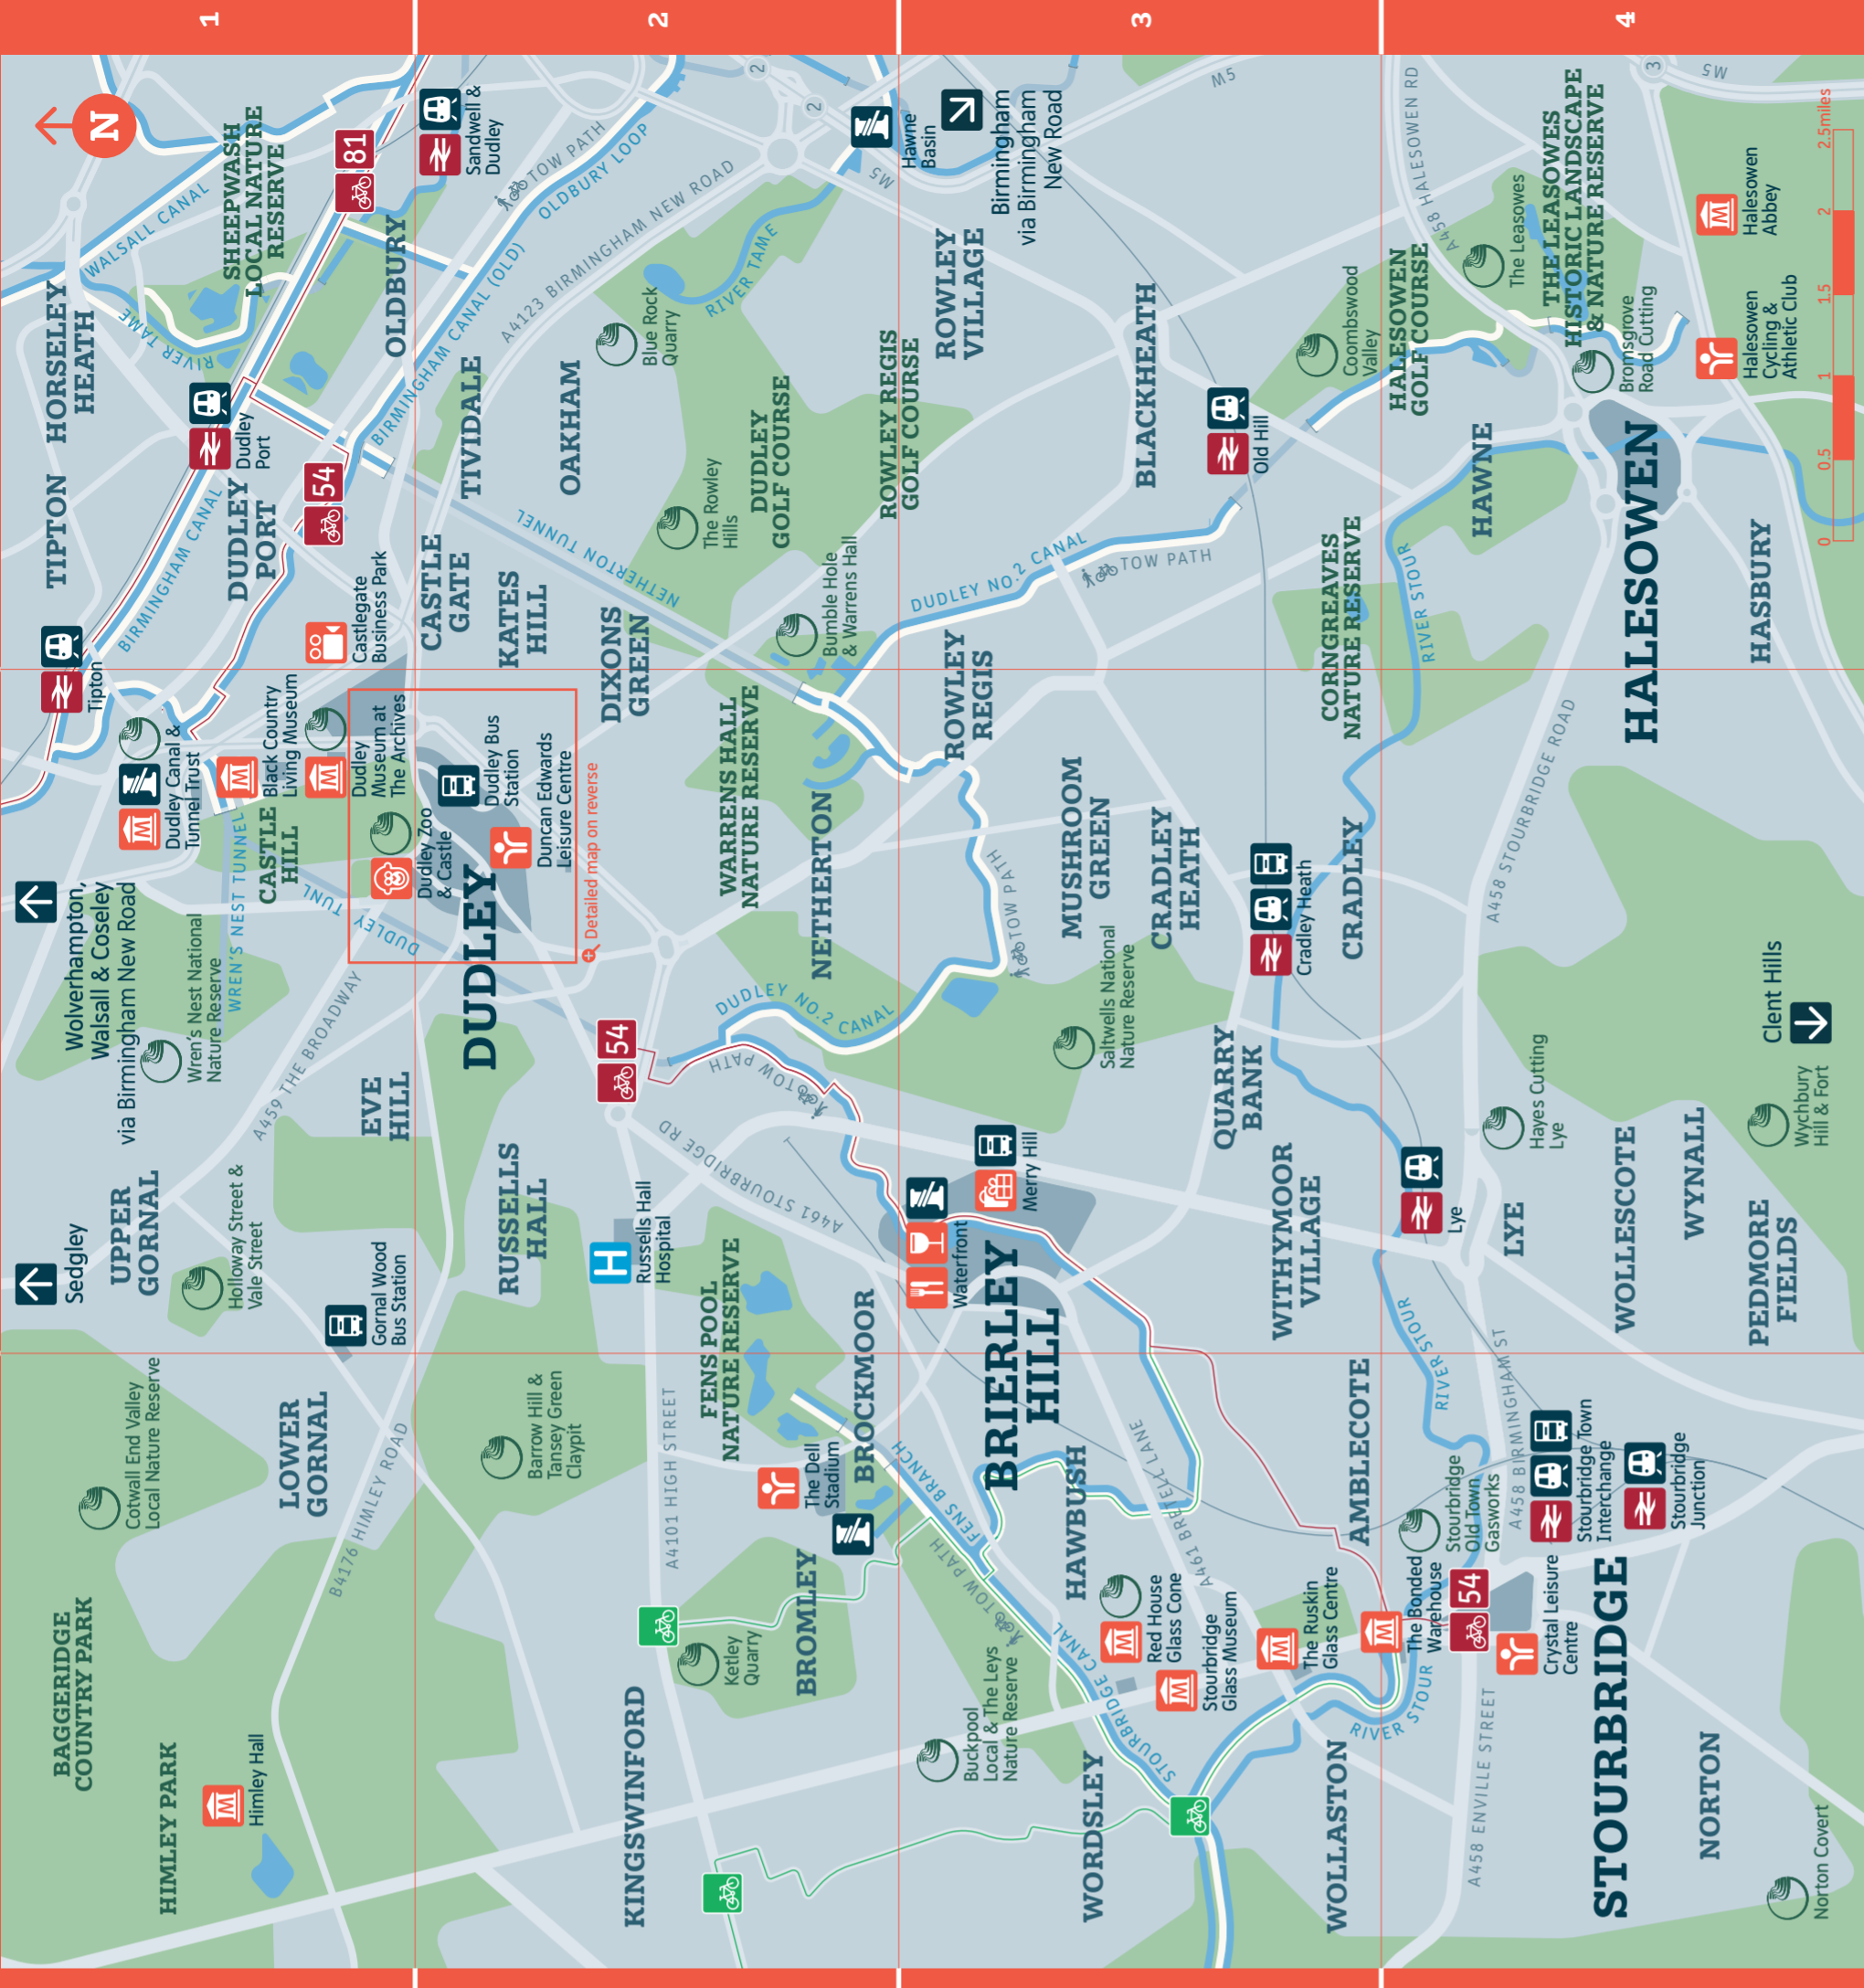 1
2
3
4
N
WALSALL CANAL
SHEEPWASH
LOCAL NATURE
RESERVE
HORSELEY
HEATH
RIVER TAME
81
Sandwell &
Dudley
OLDBURY
TOW PATH
OLDBURY LOOP
BIRMINGHAM CANAL (OLD)
A4123 BIRMINGHAM NEW ROAD
2
2
M5
M5
Hawne
Basin
Birmingham
via Birmingham
New Road
RIVER TAME
Blue Rock
Quarry
ROWLEY
VILLAGE
TIPTON
Dudley
Port
DUDLEY
PORT
54
BIRMINGHAM CANAL
Tipton
TIVIDALE
OAKHAM
The Rowley
Hills
DUDLEY
GOLF COURSE
ROWLEY REGIS
GOLF COURSE
BLACKHEATH
Old Hill
Coombswood
Valley
HALESOWEN
GOLF COURSE
A458 HALESOWEN RD
A458
The Leasowes
THE LEASOWES
HISTORIC LANDSCAPE
& NATURE RESERVE
3
M5
Bromsgrove
Road Cutting
Halesowen
Abbey
Halesowen
Cycling &
Athletic Club
0
0.5
1
1.5
2
2.5miles
Castlegate
Business Park
CASTLE
GATE
KATES
HILL
NETHERTON TUNNEL
DIXONS
GREEN
Bumble Hole
& Warrens Hall
DUDLEY NO.2 CANAL
TOW PATH
ROWLEY
REGIS
CORNGREAVES
NATURE RESERVE
RIVER STOUR
HAWNE
HALESOWEN
HASBURY
Dudley Canal &
Tunnel Trust
Black Country
Living Museum
Dudley
Museum at
The Archives
CASTLE
HILL
WREN'S NEST TUNNEL
DUDLEY TUNL
Dudley Zoo
& Castle
Dudley Bus
Station
Duncan Edwards
Leisure Centre
Detailed map on reverse
DUDLEY
WARRENS HALL
NATURE RESERVE
NETHERTON
MUSHROOM
GREEN
CRADLEY
HEATH
Cradley Heath
CRADLEY
A458 STOURBRIDGE ROAD
Wolverhampton,
Walsall & Coseley
via Birmingham New Road
Wren's Nest National
Nature Reserve
A459 THE BROADWAY
EVE
HILL
54
DUDLEY NO.2 CANAL
TOW PATH
TOW PATH
Saltwells National
Nature Reserve
QUARRY
BANK
Hayes Cutting
Lye
Clent Hills
Wychbury
Hill & Fort
Sedgley
UPPER
GORNAL
Holloway Street &
Vale Street
Gornal Wood
Bus Station
RUSSELLS
HALL
Russells Hall
Hospital
A461 STOURBRIDGE RD
Merry Hill
Waterfront
BRIERLEY
HILL
WITHYMOOR
VILLAGE
Lye
LYE
WOLLESCOTE
WYNALL
PEDMORE
FIELDS
Cotwall End Valley
Local Nature Reserve
LOWER
GORNAL
B4176 HIMLEY ROAD
Barrow Hill &
Tansey Green
Claypit
A4101 HIGH STREET
FENS POOL
NATURE RESERVE
The Dell
Stadium
BROCKMOOR
FENS BRANCH
TOW PATH
HAWBUSH
A461 BRETTELL LANE
AMBLECOTE
RIVER STOUR
A458 BIRMINGHAM ST
Stourbridge
Old Town
Gasworks
Stourbridge Town
Interchange
Stourbridge
Junction
BAGGERIDGE
COUNTRY PARK
HIMLEY PARK
Himley Hall
KINGSWINFORD
Ketley
Quarry
BROMLEY
Buckpool
Local & The Leys
Nature Reserve
STOURBRIDGE CANAL
Red House
Glass Cone
Stourbridge
Glass Museum
The Ruskin
Glass Centre
The Bonded
Warehouse
54
Crystal Leisure
Centre
WORDSLEY
WOLLASTON
RIVER STOUR
A458 ENVILLE STREET
STOURBRIDGE
NORTON
Norton Covert